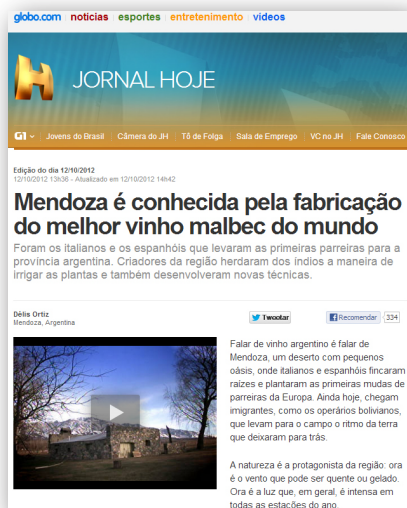 globo.com noticias esportes entretenimento vídeos
JORNAL HOJE
G1 Jovens do Brasil Câmera do JH Tô de Folga Sala de Emprego VC no JH Fale Conosco
Edição do dia 12/10/2012
12/10/2012 13h36 - Atualizado em 12/10/2012 14h42
Mendoza é conhecida pela fabricação
do melhor vinho malbec do mundo
Foram os italianos e os espanhóis que levaram as primeiras parreiras para a
província argentina. Criadores da região herdaram dos índios a maneira de
irrigar as plantas e também desenvolveram novas técnicas.
Délis Ortiz
Mendoza, Argentina
Tweetar
Recomendar 334
Falar de vinho argentino é falar de
Mendoza, um deserto com pequenos
oásis, onde italianos e espanhóis fincaram
raízes e plantaram as primeiras mudas de
parreiras da Europa. Ainda hoje, chegam
imigrantes, como os operários bolivianos,
que levam para o campo o ritmo da terra
que deixaram para trás.
A natureza é a protagonista da região: ora
é o vento que pode ser quente ou gelado.
Ora é a luz que, em geral, é intensa em
todas as estações do ano.